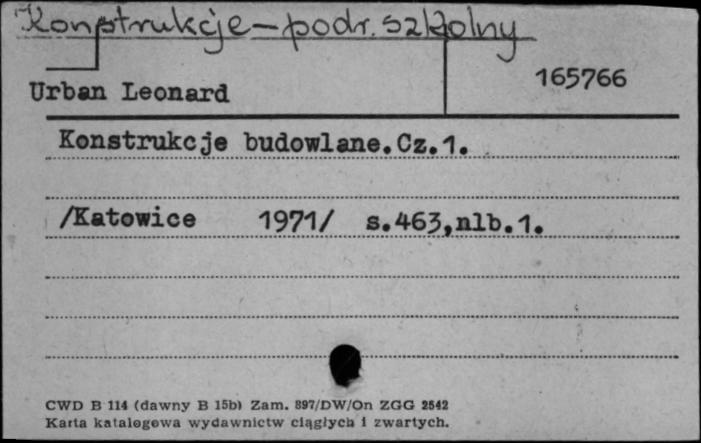 Konstrukcje – podr. szkolny
165766
Urban Leonard
Konstrukcje budowlane.Cz.1.
/Katowice 1971/ s.463,nlb.1.
CWD B 114 (dawny B 15b) Zam. 897/DW/On ZGG 2542
Karta katalogowa wydawnictw ciągłych i zwartych.